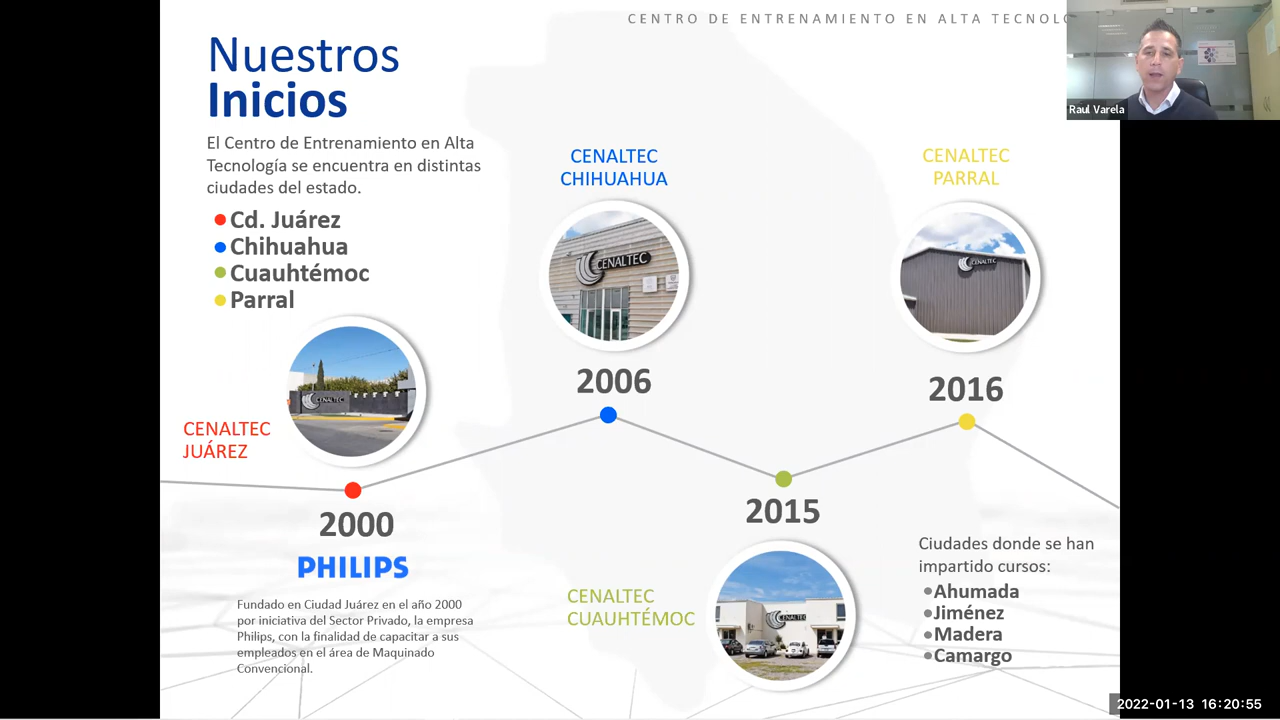 CENTRO DE ENTRENAMIENTO EN ALTA
Nuestros
Inicios
El Centro de Entrenamiento en Alta
Tecnología se encuentra en distintas
ciudades del estado.
Cd. Juárez
Chihuahua
Cuauhtémoc
Parral
CENALTEC
JUÁREZ
CENALTEC
2000
PHILIPS
Fundado en Ciudad Juárez en el año 2000
por iniciativa del Sector Privado, la empresa
Philips, con la finalidad de capacitar a sus
empleados en el área de Maquinado
Convencional.
CENALTEC
CHIHUAHUA
CENALTEC
2006
2015
CENALTEC
CUAUHTÉMOC
CENALTEC
CENALTEC
PARRAL
CENALTEC
2016
Ciudades donde se han
impartido cursos:
Ahumada
Jiménez
Madera
Camargo
Raul Varela
2022-01-13 16:20:55